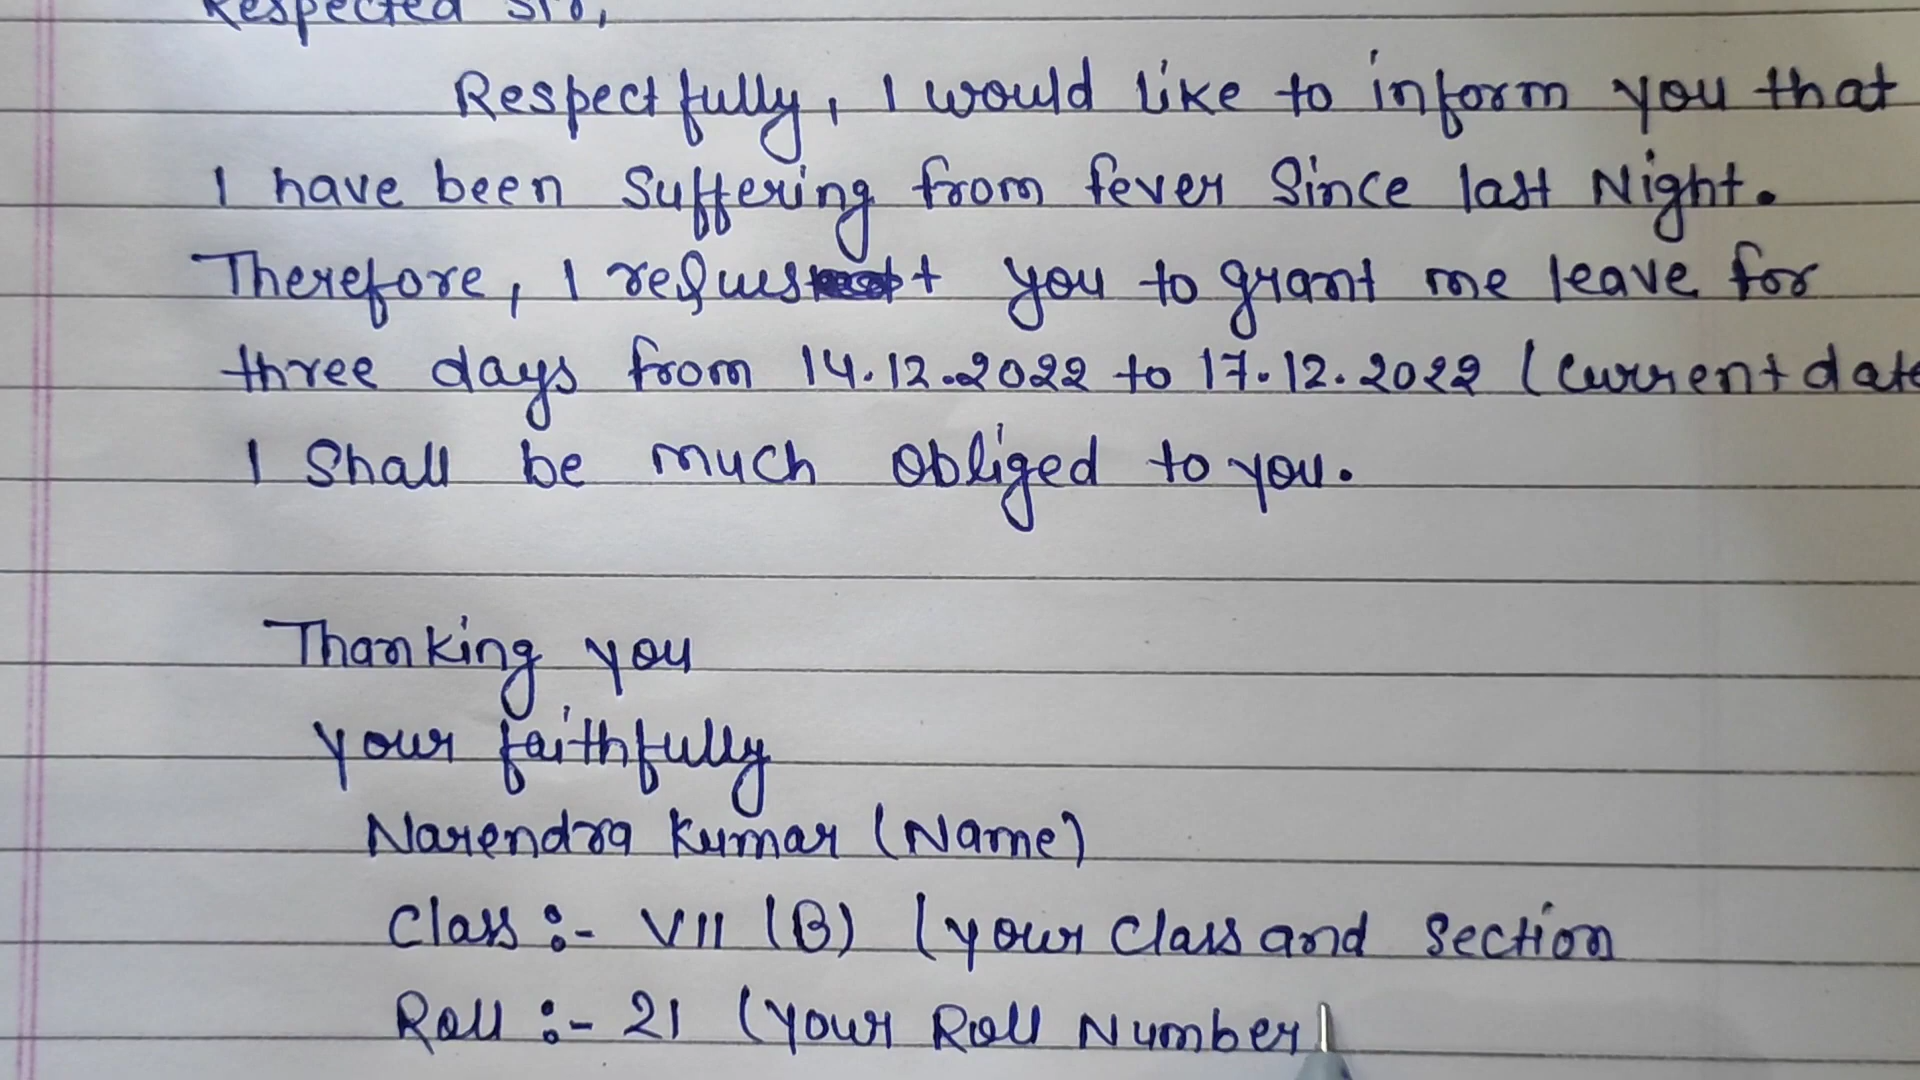 Respected Sir,
Respectfully, I would like to inform you that
I have been Suffering from fever Since last Night.
Therefore, I request you to grant me leave for
three days from 14.12.2022 to 17.12.2022 (Current date
I Shall be much obliged to you.
Thanking you
your faithfully
Narendra Kumar (Name)
Class :- VII (B) (your Class and Section
Roll :- 21 (your Roll Number